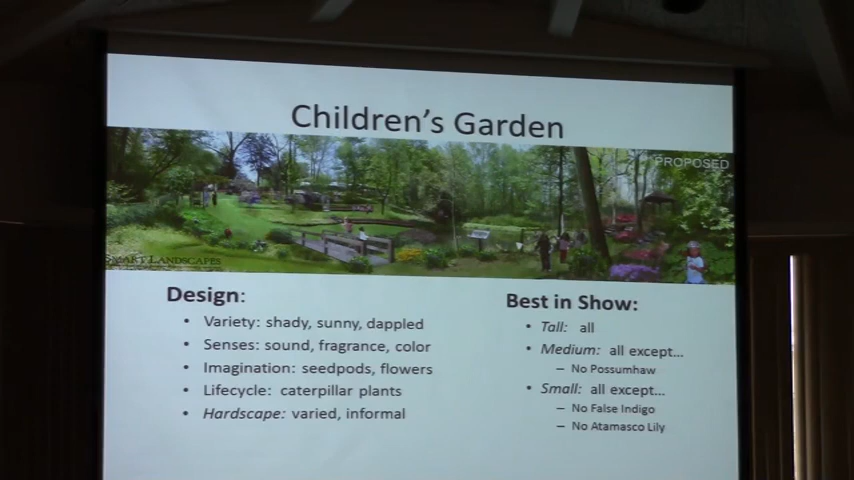 Children's Garden
PROPOSED
SMART LANDSCAPES
Design:
• Variety: shady, sunny, dappled
• Senses: sound, fragrance, color
• Imagination: seedpods, flowers
• Lifecycle: caterpillar plants
• Hardscape: varied, informal
Best in Show:
• Tall: all
• Medium: all except...
– No Possumhaw
• Small: all except...
– No False Indigo
– No Atamasco Lily